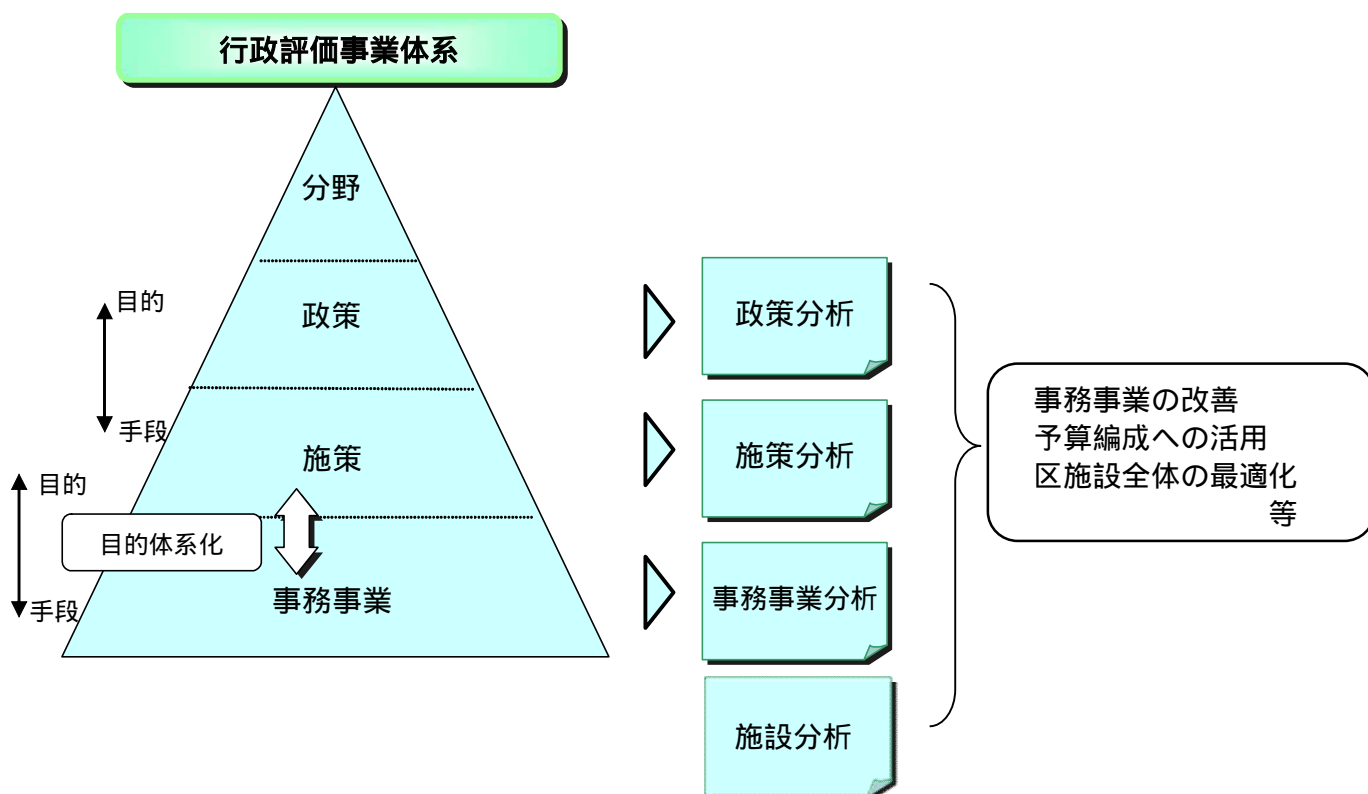 行政評価事業体系
分野
政策
施策
事務事業
目的
手段
目的
手段
目的体系化
政策分析
施策分析
事務事業分析
施設分析
事務事業の改善
予算編成への活用
区施設全体の最適化
等